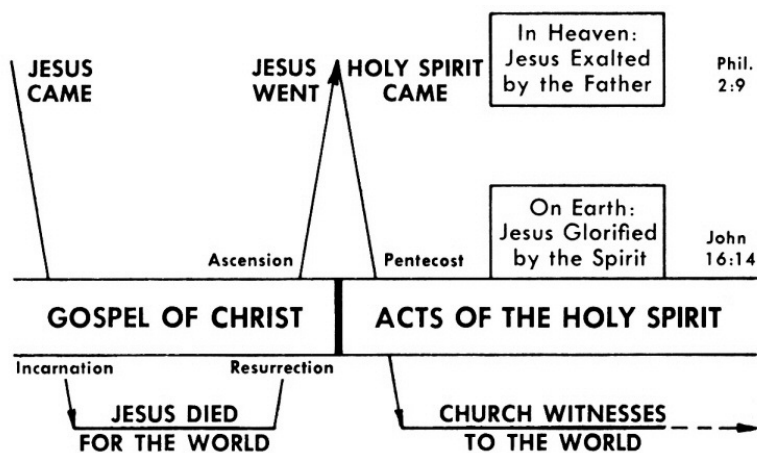 JESUS
CAME
JESUS
WENT
HOLY SPIRIT
CAME
In Heaven:
Jesus Exalted
by the Father
Phil.
2:9
On Earth:
Jesus Glorified
by the Spirit
John
16:14
Ascension
Pentecost
GOSPEL OF CHRIST
ACTS OF THE HOLY SPIRIT
Incarnation
Resurrection
JESUS DIED
FOR THE WORLD
CHURCH WITNESSES
TO THE WORLD